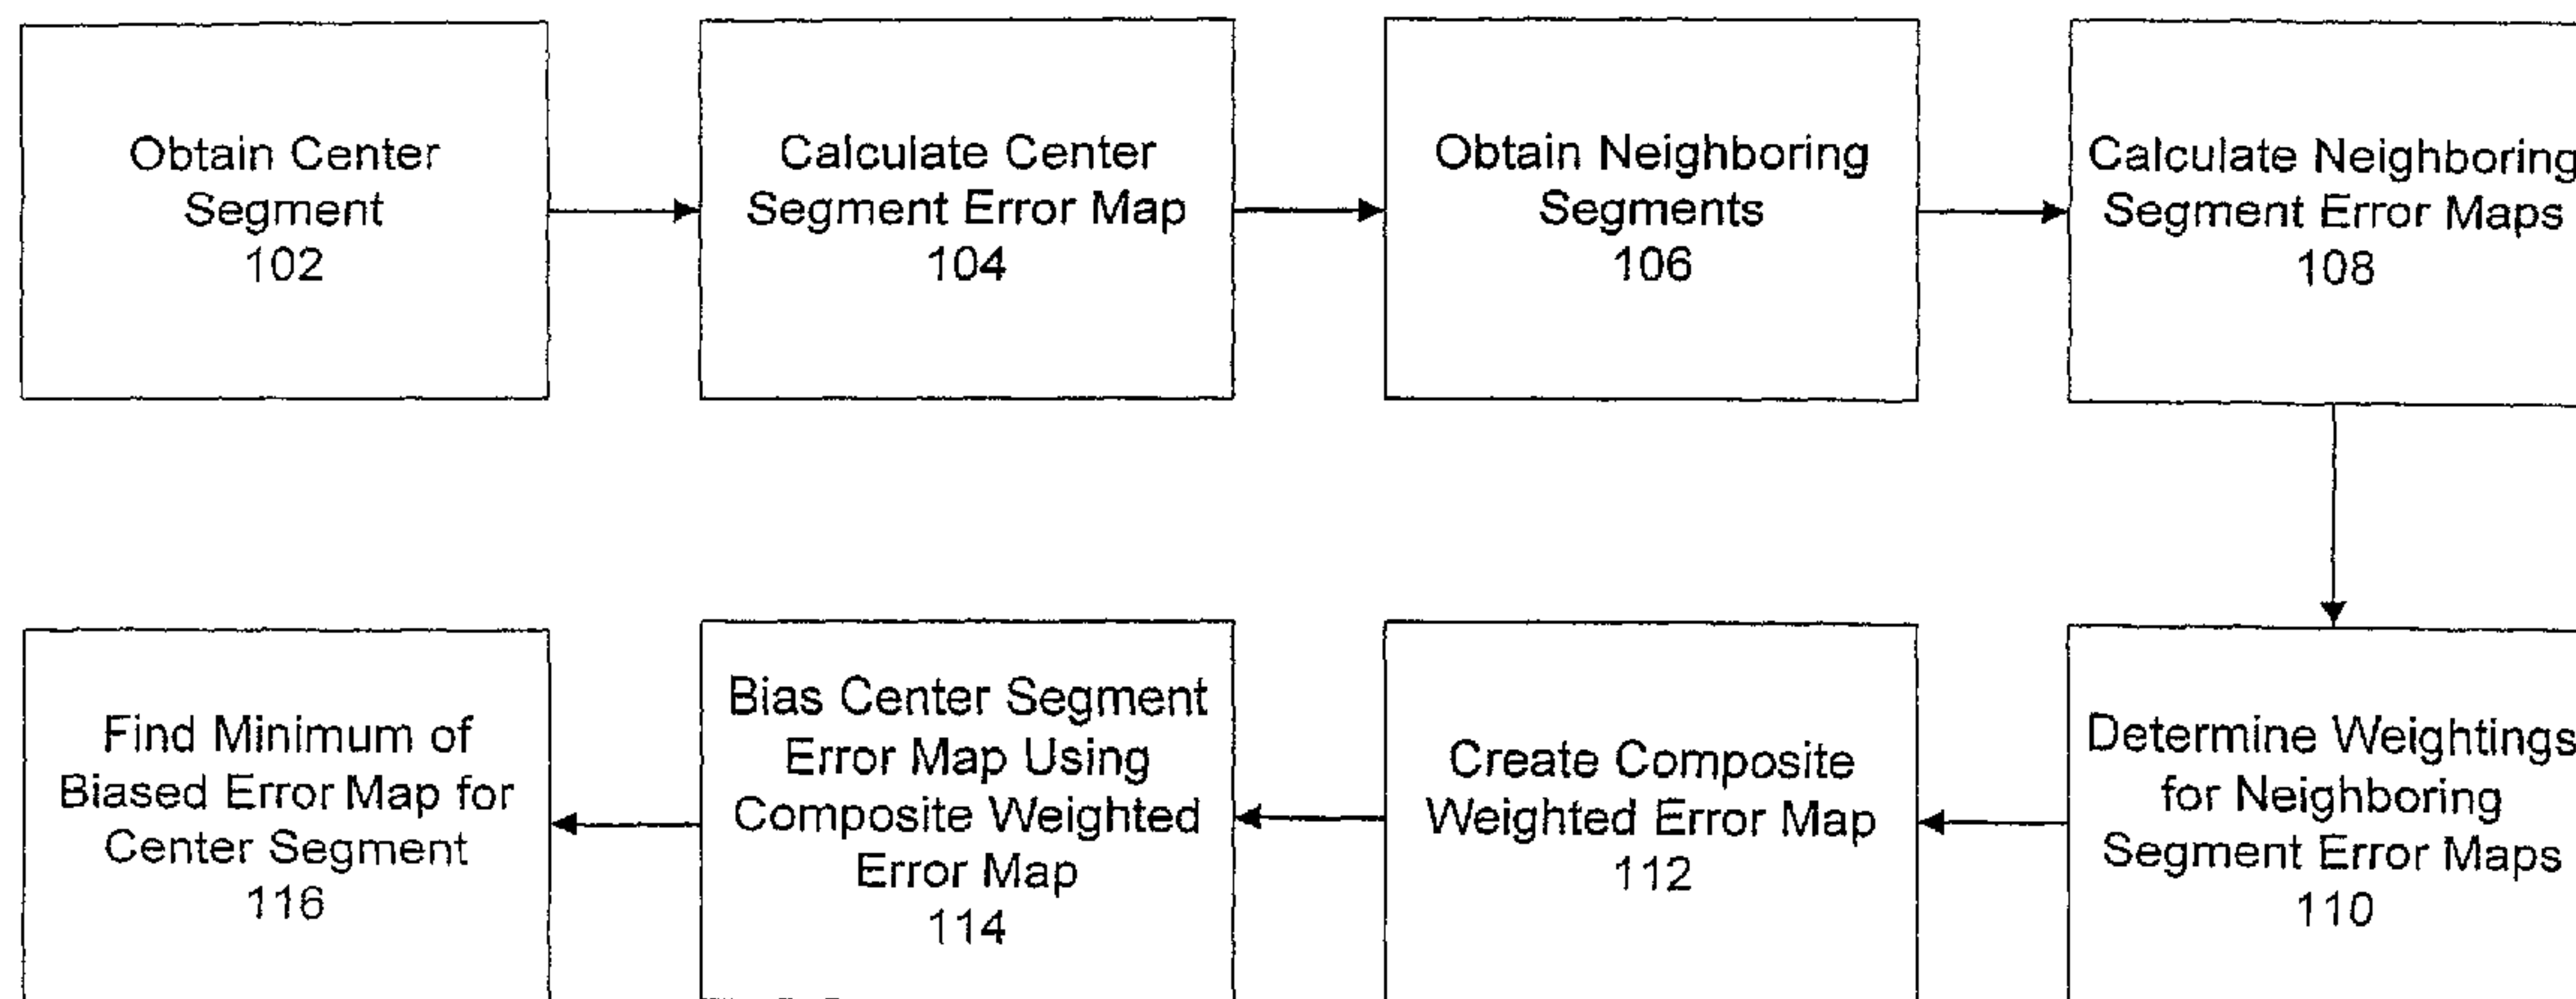 Obtain Center
Segment
102
Calculate Center
Segment Error Map
104
Obtain Neighboring
Segments
106
Calculate Neighboring
Segment Error Maps
108
Determine Weightings
for Neighboring
Segment Error Maps
110
Create Composite
Weighted Error Map
112
Bias Center Segment
Error Map Using
Composite Weighted
Error Map
114
Find Minimum of
Biased Error Map for
Center Segment
116